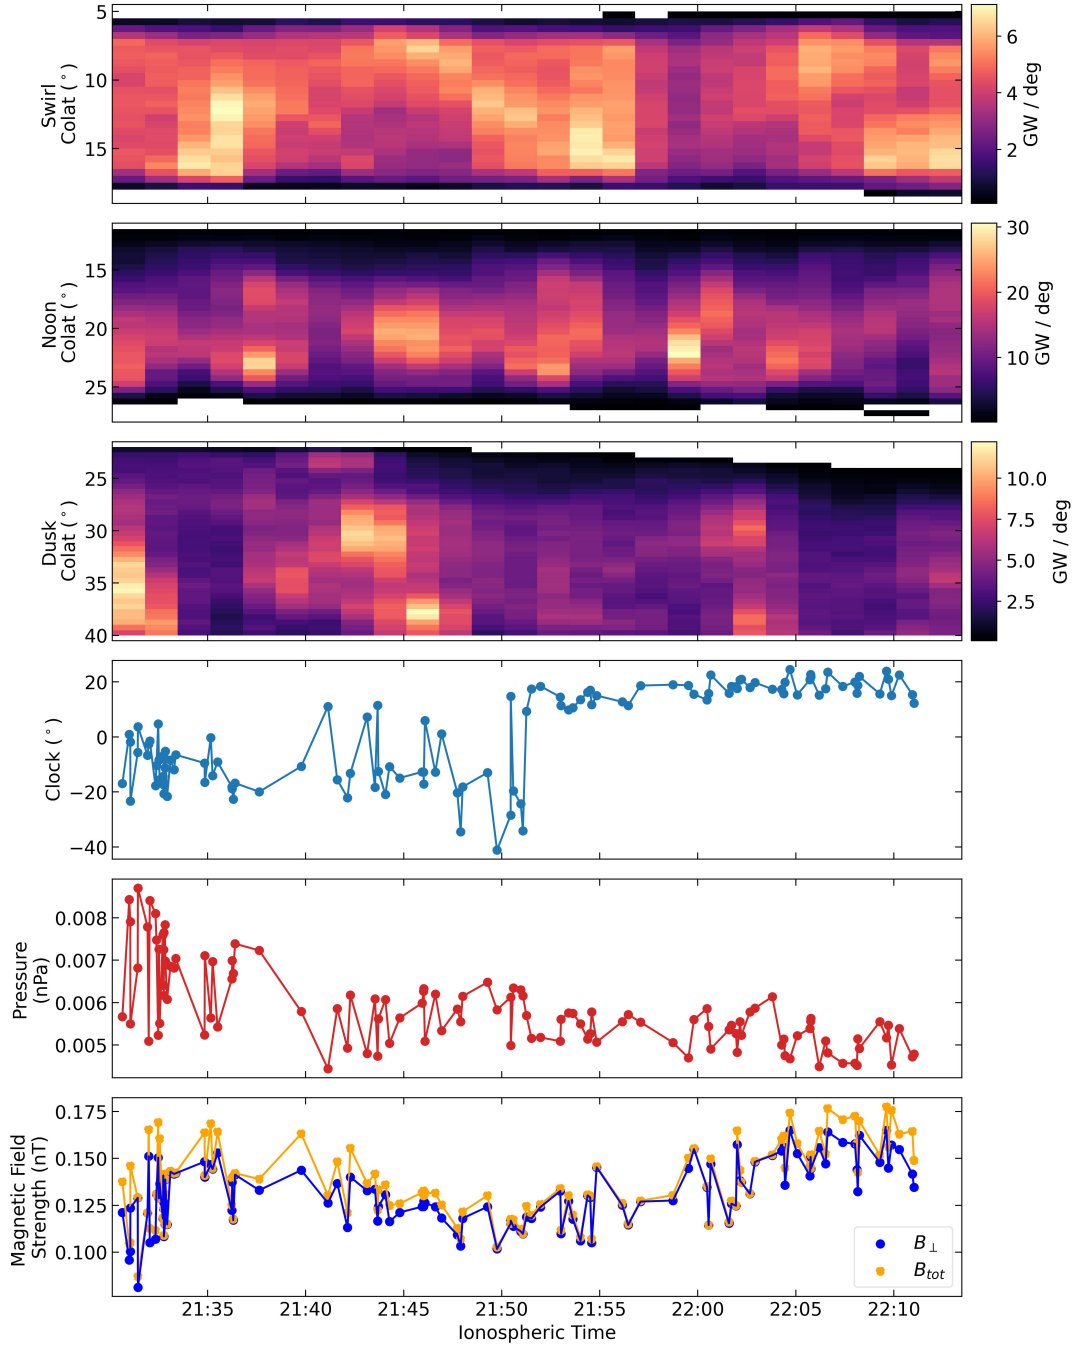 5
10
15
Swirl
Colat (°)
6
4
2
GW / deg
15
20
25
Noon
Colat (°)
30
20
10
GW / deg
25
30
35
40
Dusk
Colat (°)
10.0
7.5
5.0
2.5
GW / deg
20
0
−20
−40
Clock (°)
0.008
0.007
0.006
0.005
Pressure
(nPa)
0.175
0.150
0.125
0.100
Magnetic Field
Strength (nT)
B⊥
Btot
21:35 21:40 21:45 21:50 21:55 22:00 22:05 22:10
Ionospheric Time